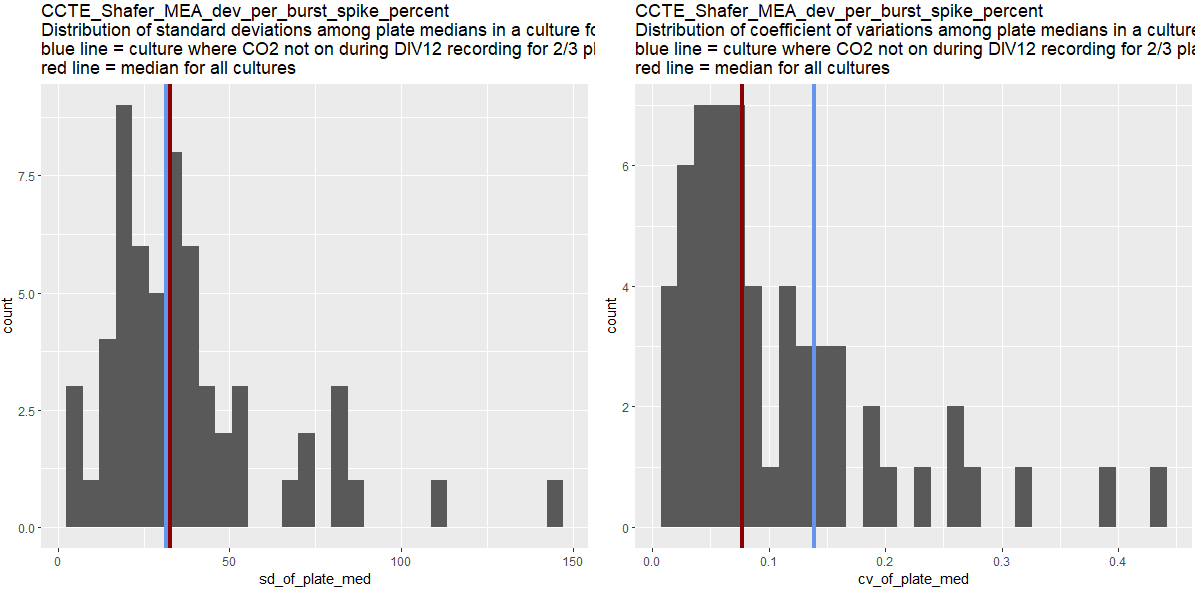 CCTE_Shafer_MEA_dev_per_burst_spike_percent
Distribution of standard deviations among plate medians in a culture
blue line = culture where CO2 not on during DIV12 recording for 2/3
red line = median for all cultures
7.5
5.0
2.5
0.0
count
0
50
100
150
sd_of_plate_med
CCTE_Shafer_MEA_dev_per_burst_spike_percent
Distribution of coefficient of variations among plate medians in a culture
blue line = culture where CO2 not on during DIV12 recording for 2/3
red line = median for all cultures
6
4
2
0
count
0.0
0.1
0.2
0.3
0.4
cv_of_plate_med